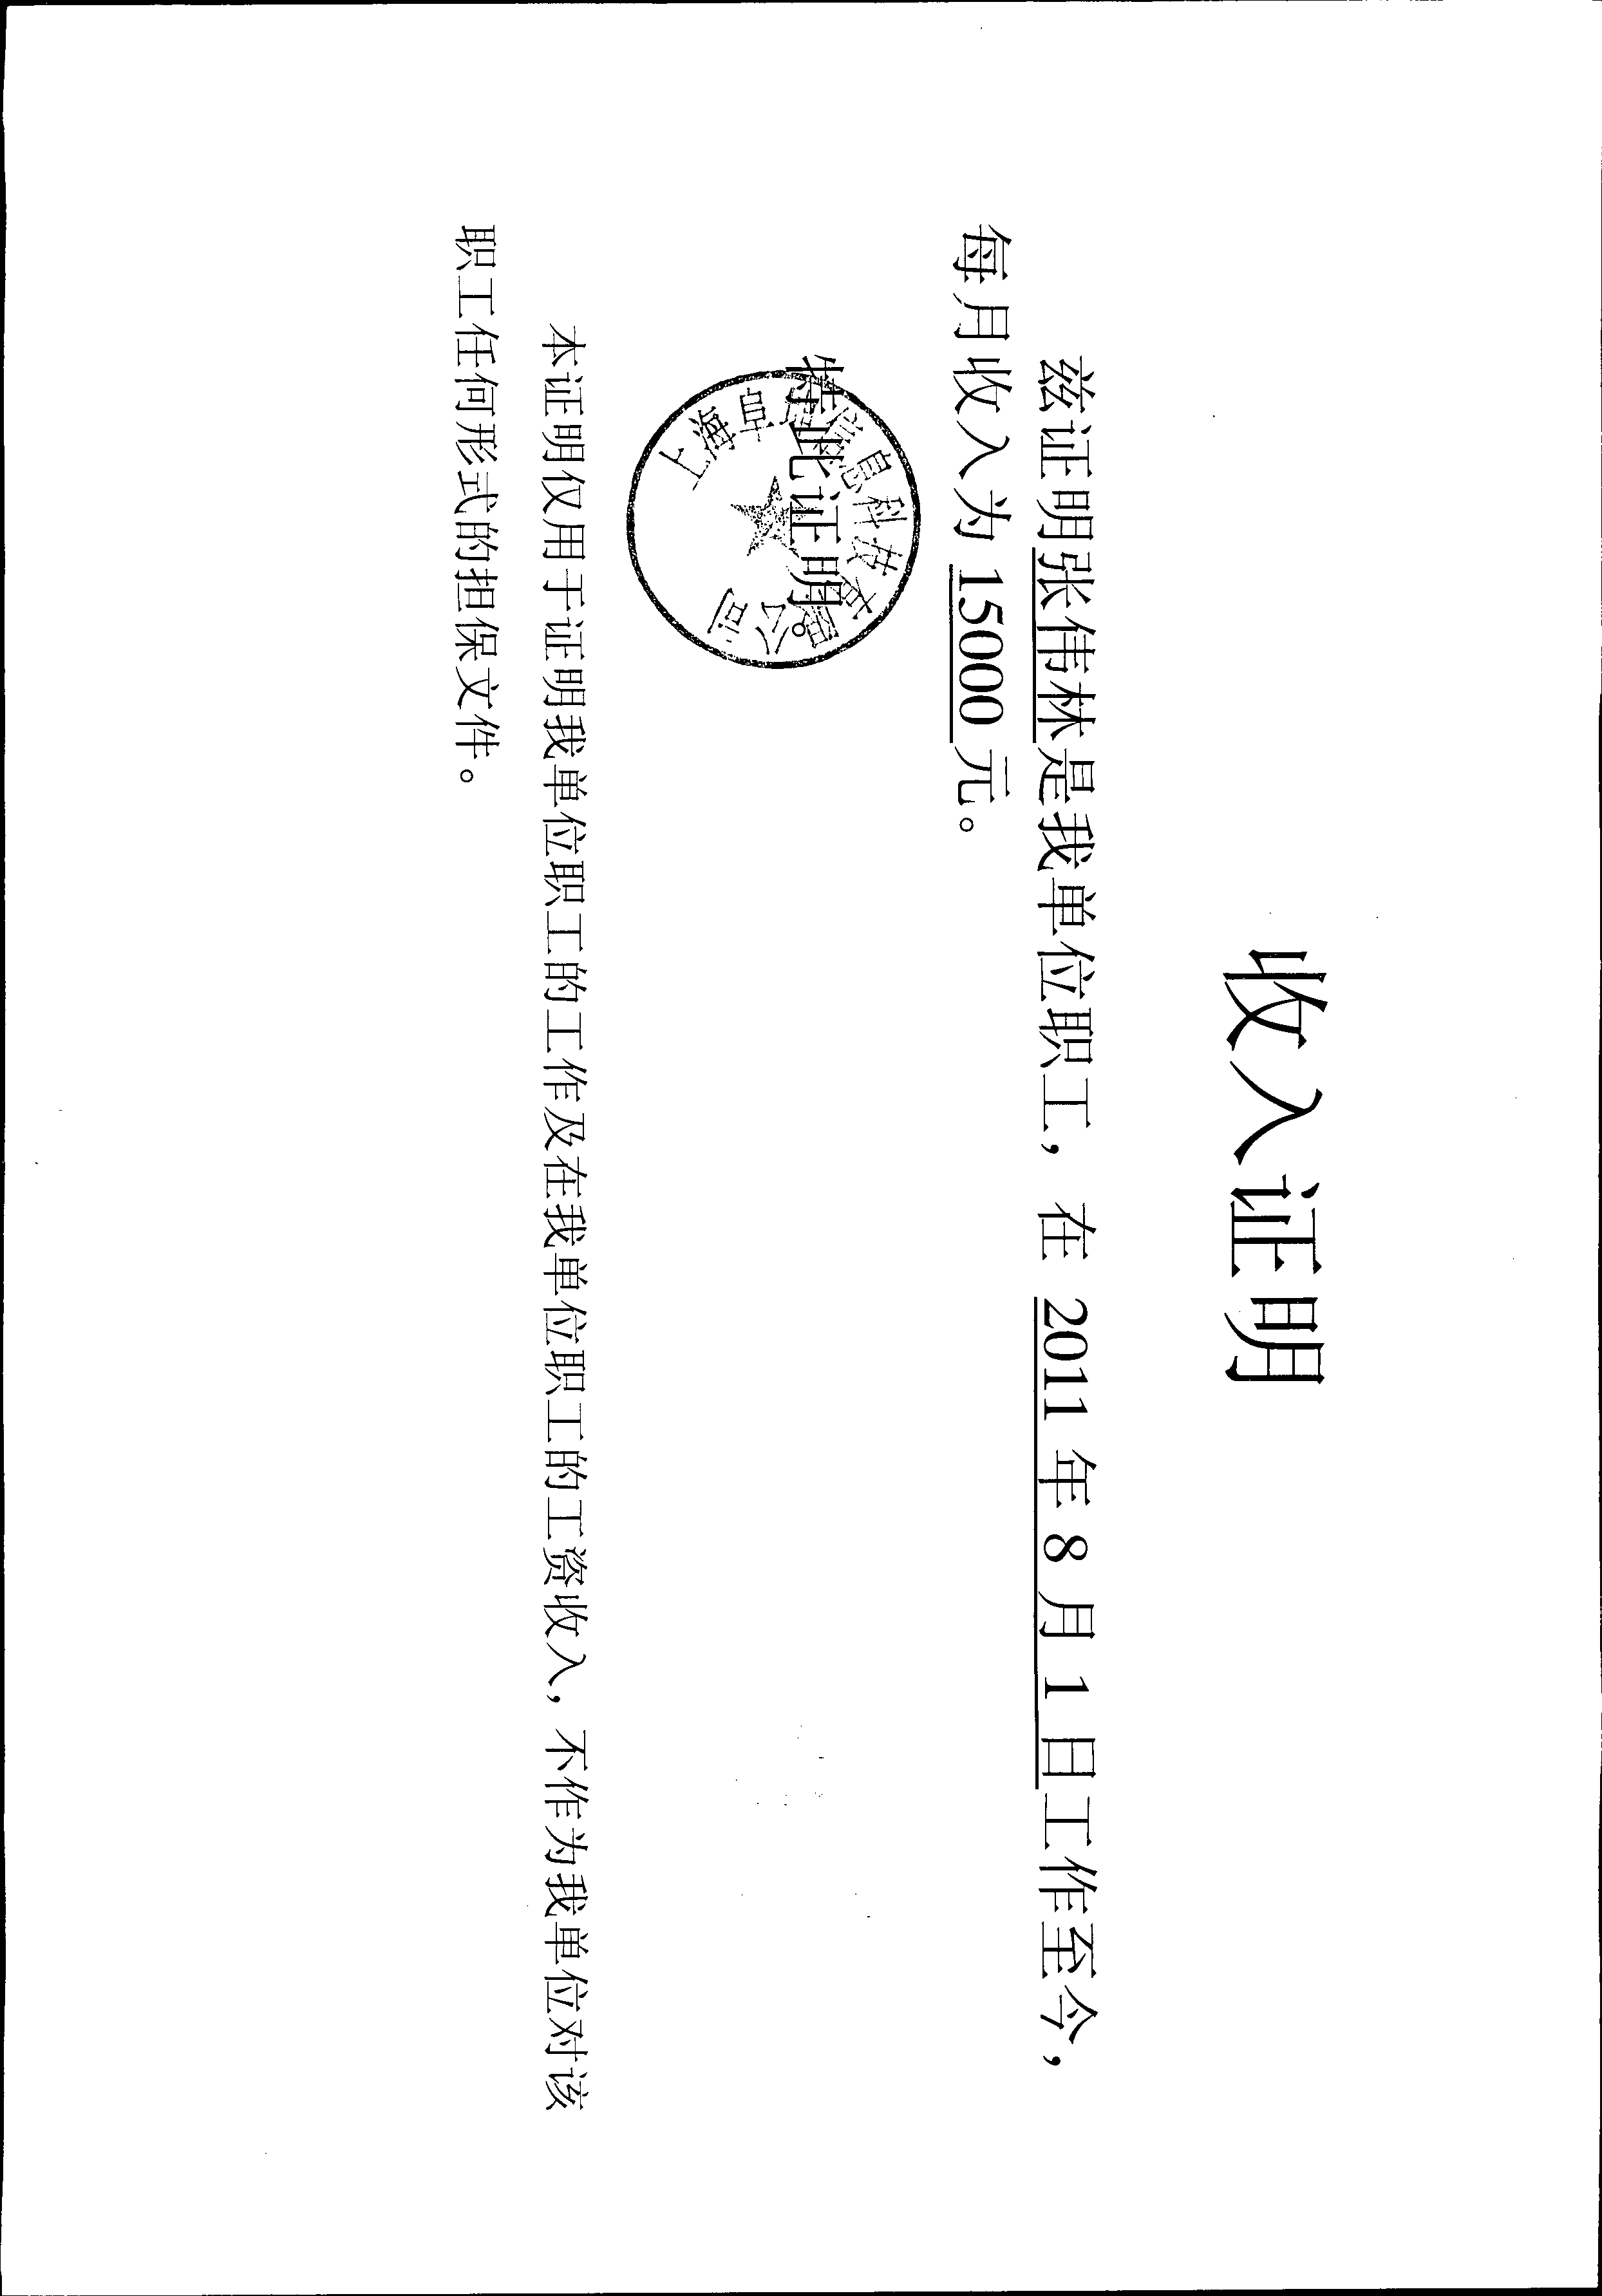 收入证明
兹证明张伟林是我单位职工，在 2011 年 8 月 1 日工作至今，
每月收入为 15000 元。
特此证明。
上海阜 信息科技有限公司
本证明仅用于证明我单位职工的工作及在我单位职工的工资收入，不作为我单位对该
职工任何形式的担保文件。